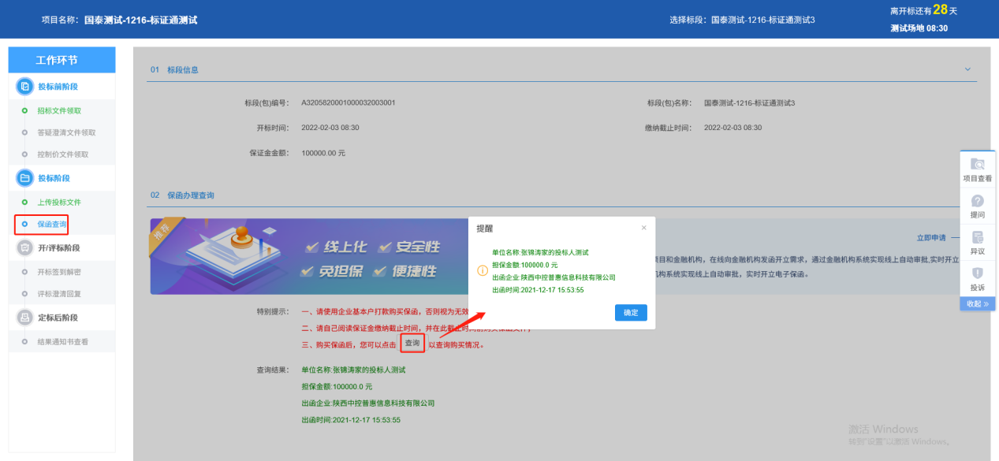 项目名称: 国泰测试-1216-标证通测试
选择标段: 国泰测试-1216-标证通测试3
离开标还有28天
测试场地 08:30
工作环节
投标前阶段
招标文件领取
答疑澄清文件领取
控制价文件领取
投标阶段
上传投标文件
保函查询
开/评标阶段
开标签到解密
评标澄清回复
定标后阶段
结果通知书查看
01 标段信息
标段(包)编号: A3205820001000032003001
标段(包)名称: 国泰测试-1216-标证通测试3
开标时间: 2022-02-03 08:30
缴纳截止时间: 2022-02-03 08:30
保证金金额: 100000.00 元
02 保函办理查询
推荐
线上化 安全性
免担保 便捷性
立即申请
项目和金融机构，在线向金融机构发函开立需求，通过金融机构系统实现线上自动审批,实时开立
机构系统实现线上自动审批，实时开立电子保函。
提醒
×
单位名称:张锦涛家的投标人测试
担保金额:100000.0 元
出函企业:陕西中控普惠信息科技有限公司
出函时间:2021-12-17 15:53:55
确定
特别提示: 一、请使用企业基本户打款购买保函，否则视为无效
二、请自己阅读保证金缴纳截止时间，并在此截止时间前购买保函文件，
三、购买保函后，您可以点击 查询 以查询购买情况。
查询结果: 单位名称:张锦涛家的投标人测试
担保金额:100000.0 元
出函企业:陕西中控普惠信息科技有限公司
出函时间:2021-12-17 15:53:55
项目查看
提问
异议
投诉
收起 »
激活 Windows
转到"设置"以激活 Windows。